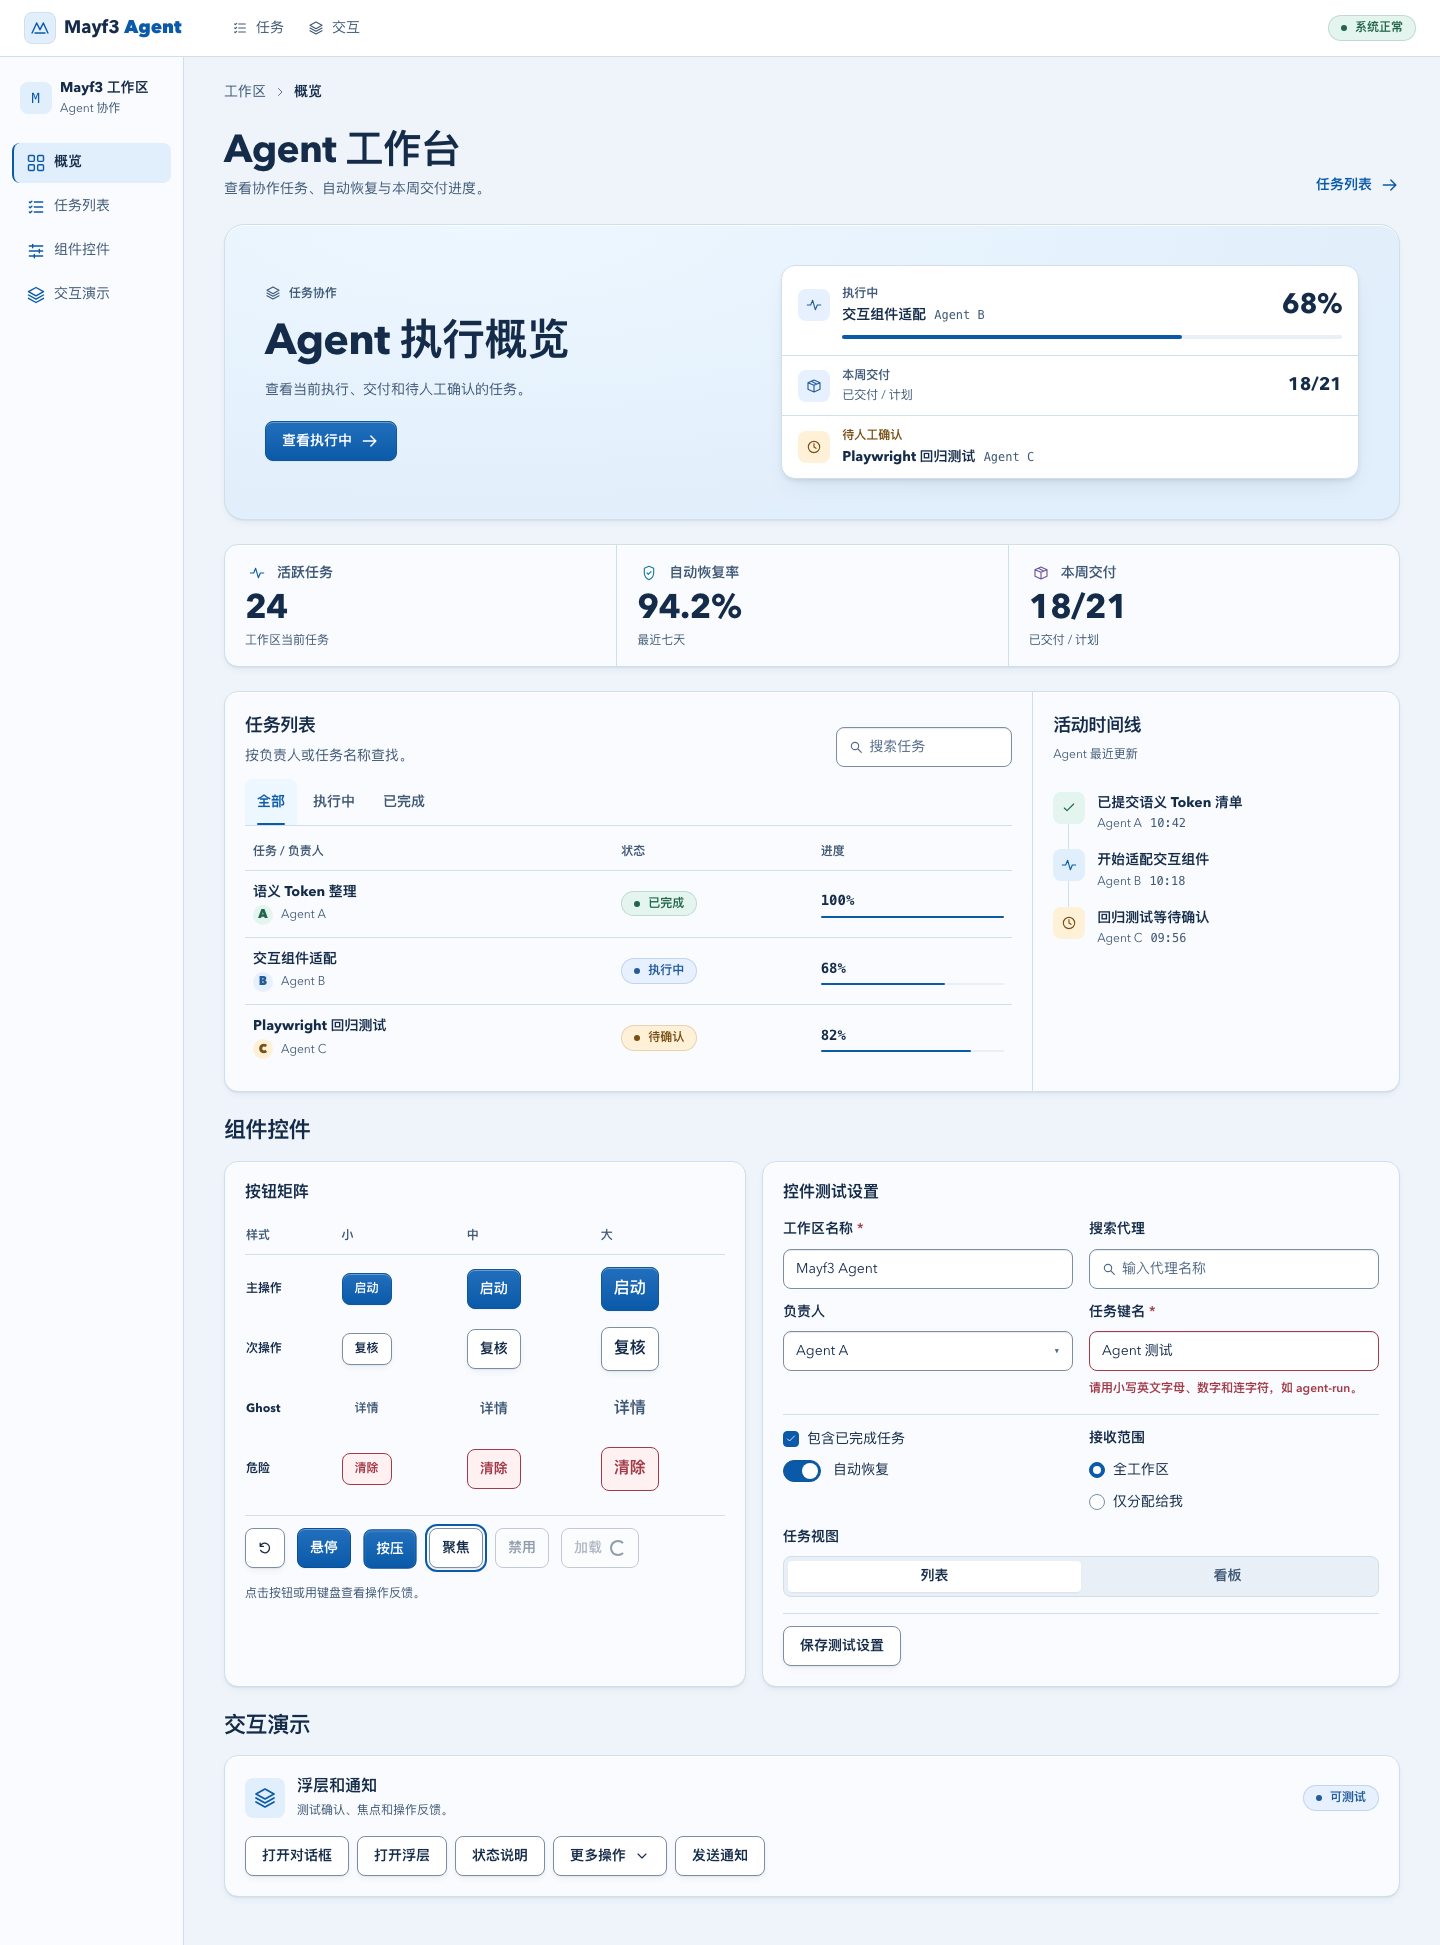 Mayf3 Agent
任务
交互
系统正常
M
Mayf3 工作区
Agent 协作
概览
任务列表
组件控件
交互演示
工作区 > 概览
Agent 工作台
查看协作任务、自动恢复与本周交付进度。
任务列表 →
任务协作
Agent 执行概览
查看当前执行、交付和待人工确认的任务。
查看执行中 →
执行中
交互组件适配 Agent B
68%
本周交付
已交付 / 计划
18/21
待人工确认
Playwright 回归测试 Agent C
活跃任务
24
工作区当前任务
自动恢复率
94.2%
最近七天
本周交付
18/21
已交付 / 计划
任务列表
按负责人或任务名称查找。
搜索任务
全部 执行中 已完成
任务 / 负责人 状态 进度
语义 Token 整理
A Agent A
已完成
100%
交互组件适配
B Agent B
执行中
68%
Playwright 回归测试
C Agent C
待确认
82%
活动时间线
Agent 最近更新
已提交语义 Token 清单
Agent A 10:42
开始适配交互组件
Agent B 10:18
回归测试等待确认
Agent C 09:56
组件控件
按钮矩阵
样式 小 中 大
主操作 启动 启动 启动
次操作 复核 复核 复核
Ghost 详情 详情 详情
危险 清除 清除 清除
悬停 按压 聚焦 禁用 加载
点击按钮或用键盘查看操作反馈。
控件测试设置
工作区名称 *
Mayf3 Agent
搜索代理
输入代理名称
负责人
Agent A
任务键名 *
Agent 测试
请用小写英文字母、数字和连字符，如 agent-run。
包含已完成任务
自动恢复
接收范围
全工作区
仅分配给我
任务视图
列表 看板
保存测试设置
交互演示
浮层和通知
测试确认、焦点和操作反馈。
可测试
打开对话框 打开浮层 状态说明 更多操作 发送通知